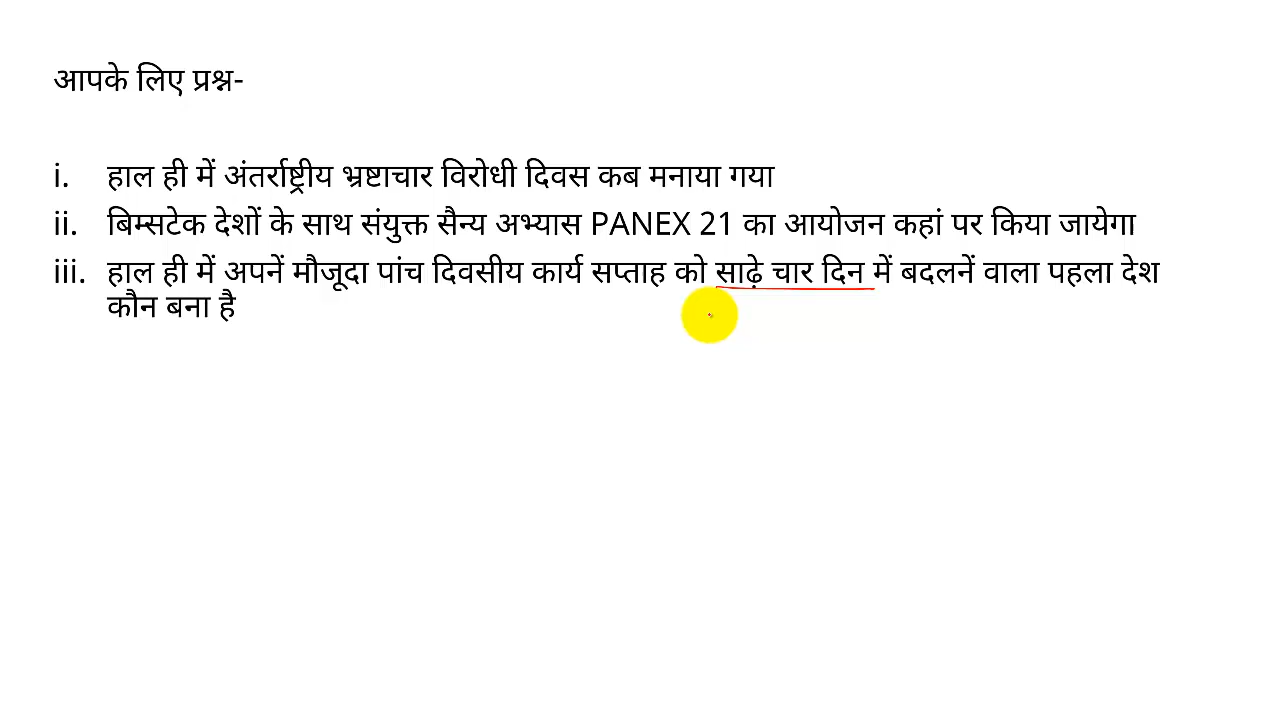 आपके लिए प्रश्न-
i. हाल ही में अंतर्राष्ट्रीय भ्रष्टाचार विरोधी दिवस कब मनाया गया
ii. बिम्सटेक देशों के साथ संयुक्त सैन्य अभ्यास PANEX 21 का आयोजन कहां पर किया जायेगा
iii. हाल ही में अपनें मौजूदा पांच दिवसीय कार्य सप्ताह को साढ़े चार दिन में बदलनें वाला पहला देश
कौन बना है